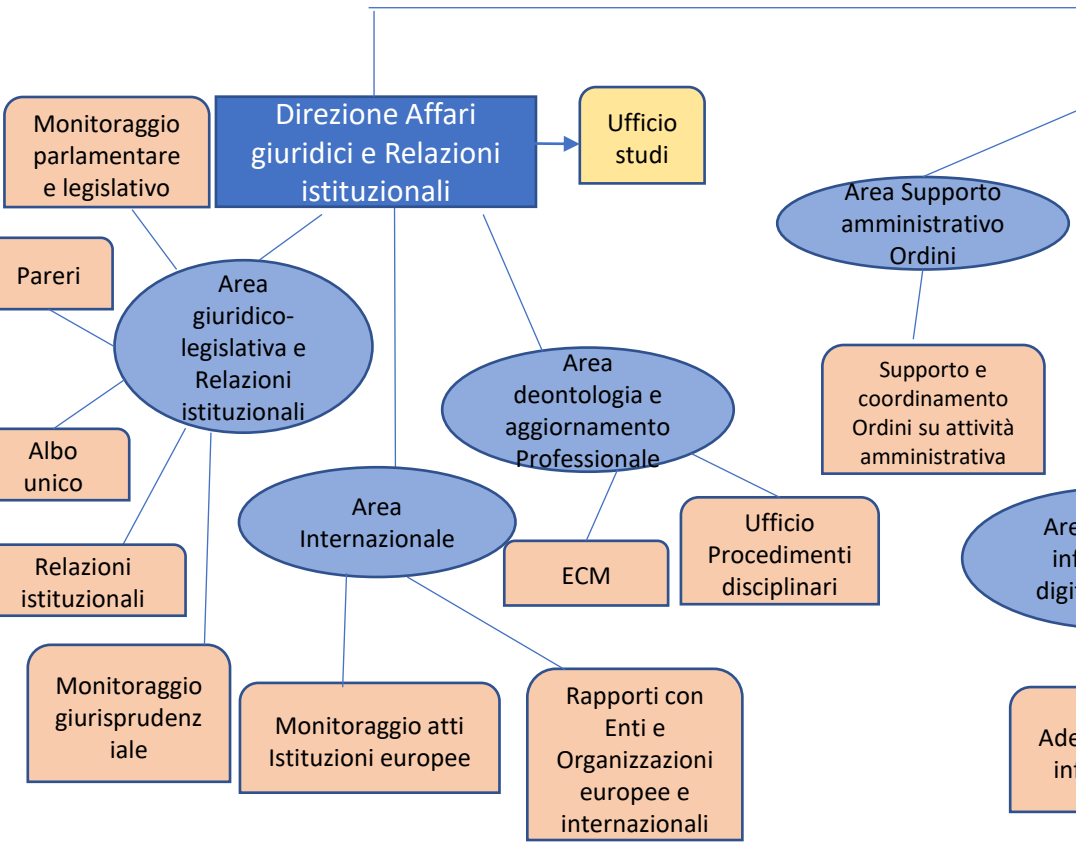 Monitoraggio
parlamentare
e legislativo
Direzione Affari
giuridici e Relazioni
istituzionali
Ufficio
studi
Area Supporto
amministrativo
Ordini
Pareri
Area
giuridico-
legislativa e
Relazioni
istituzionali
Area
deontologia e
aggiornamento
Professionale
Supporto e
coordinamento
Ordini su attività
amministrativa
Albo
unico
Area
Internazionale
Relazioni
istituzionali
ECM
Ufficio
Procedimenti
disciplinari
Monitoraggio
giurisprudenz
iale
Monitoraggio atti
Istituzioni europee
Rapporti con
Enti e
Organizzazioni
europee e
internazionali